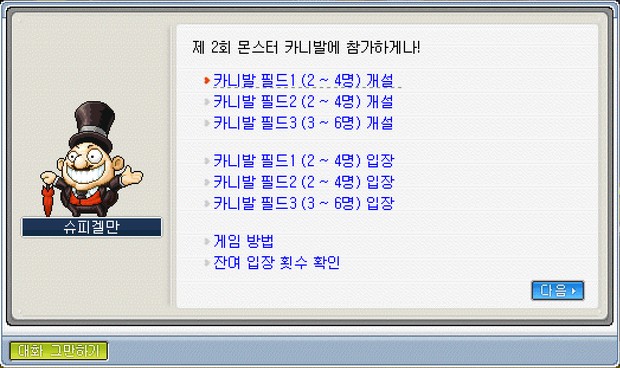 제 2회 몬스터 카니발에 참가하게나!
카니발 필드1 (2 ~ 4명) 개설
카니발 필드2 (2 ~ 4명) 개설
카니발 필드3 (3 ~ 6명) 개설
카니발 필드1 (2 ~ 4명) 입장
카니발 필드2 (2 ~ 4명) 입장
카니발 필드3 (3 ~ 6명) 입장
게임 방법
잔여 입장 횟수 확인
슈피겔만
다음
대화 그만하기